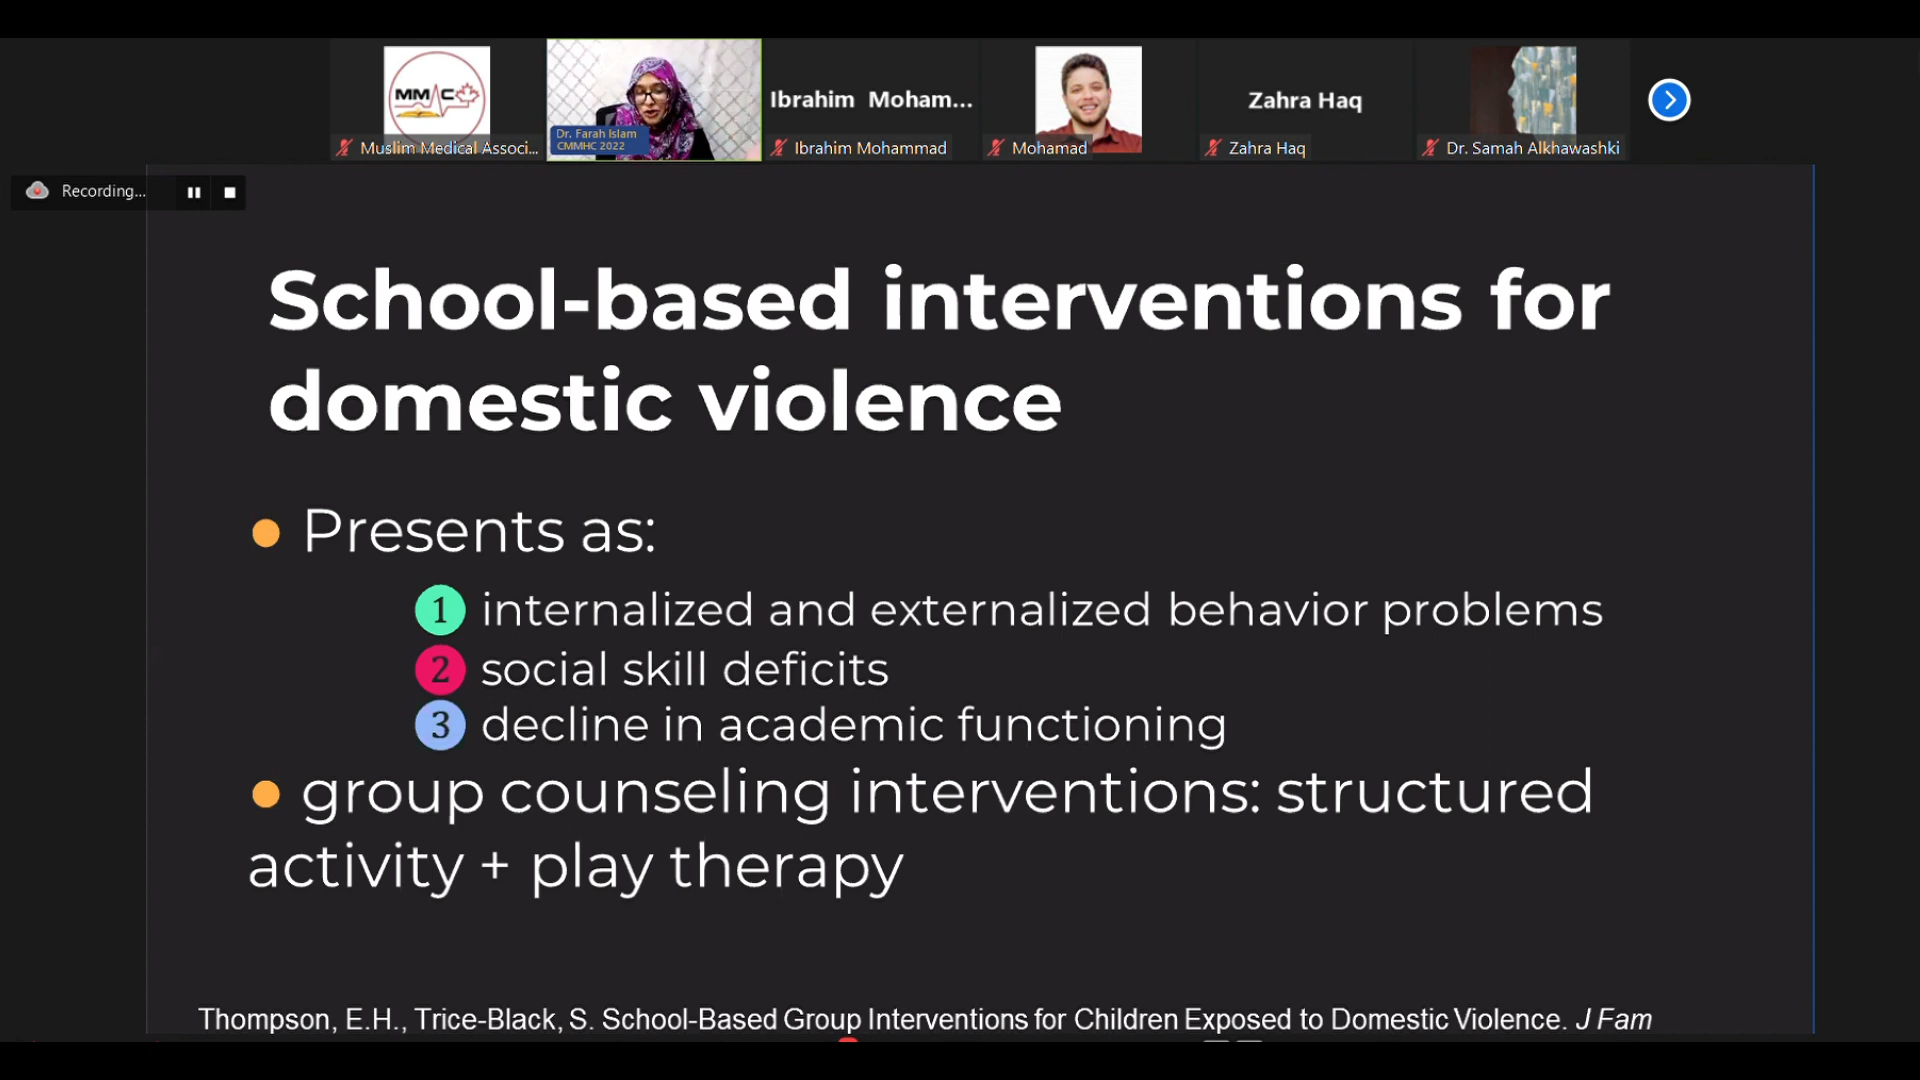 MMAC
Dr. Farah Islam
CMMHC 2022
Ibrahim Moham...
Zahra Haq
Muslim Medical Associ...
Ibrahim Mohammad
Mohamad
Zahra Haq
Dr. Samah Alkhawashki
Recording...
School-based interventions for
domestic violence
Presents as:
1 internalized and externalized behavior problems
2 social skill deficits
3 decline in academic functioning
group counseling interventions: structured
activity + play therapy
Thompson, E.H., Trice-Black, S. School-Based Group Interventions for Children Exposed to Domestic Violence. J Fam